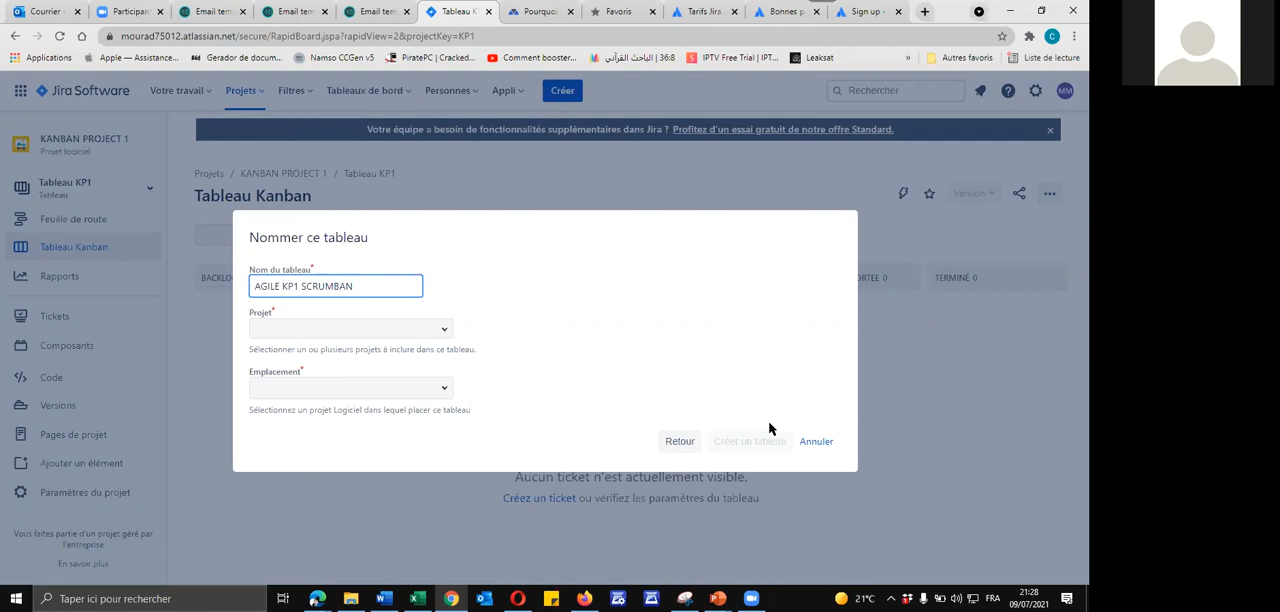 Courrier -
Participan
Email tem
Email tem
Email tem
Tableau K
Pourquoi
Favoris
Tarifs Jira
Bonnes p
Sign up -
mourad75012.atlassian.net/secure/RapidBoard.jspa?rapidView=2&projectKey=KP1
C
Applications
Apple — Assistance...
Gerador de docum...
Namso CCGen v5
PiratePC | Cracked...
Comment booster...
الباحث القرآني | 36:8
IPTV Free Trial | IPT...
Leaksat
»
Autres favoris
Liste de lecture
Jira Software
Votre travail
Projets
Filtres
Tableaux de bord
Personnes
Appli
Créer
Rechercher
MM
Votre équipe a besoin de fonctionnalités supplémentaires dans Jira ? Profitez d'un essai gratuit de notre offre Standard.
KANBAN PROJECT 1
Projet logiciel
Tableau KP1
Tableau
Feuille de route
Tableau Kanban
Rapports
Tickets
Composants
Code
Versions
Pages de projet
Ajouter un élément
Paramètres du projet
Vous faites partie d'un projet géré par
l'entreprise
En savoir plus
Projets / KANBAN PROJECT 1 / Tableau KP1
Tableau Kanban
Version
BACKLO
ORTEE 0
TERMINÉ 0
Nommer ce tableau
Nom du tableau*
AGILE KP1 SCRUMBAN
Projet*
Sélectionner un ou plusieurs projets à inclure dans ce tableau.
Emplacement*
Sélectionnez un projet Logiciel dans lequel placer ce tableau
Retour
Créer un tableau
Annuler
Aucun ticket n'est actuellement visible.
Créez un ticket ou vérifiez les paramètres du tableau
Taper ici pour rechercher
21°C
FRA
21:28
09/07/2021